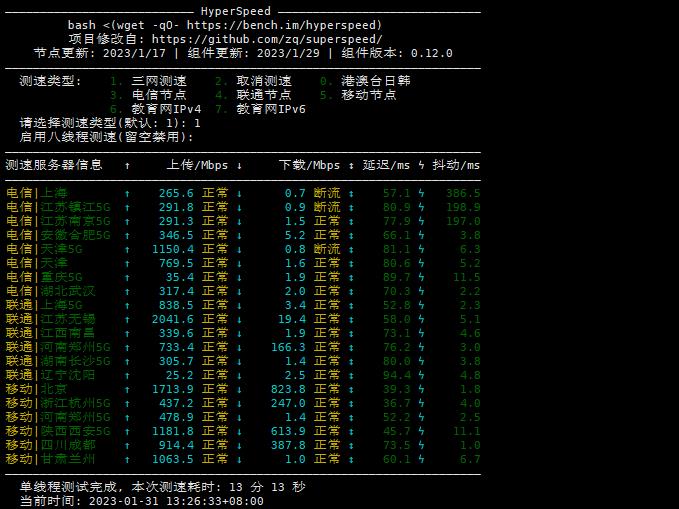 HyperSpeed
bash <(wget -qO- https://bench.im/hyperspeed)
项目修改自: https://github.com/zq/superspeed/
节点更新: 2023/1/17 | 组件更新: 2023/1/29 | 组件版本: 0.12.0
测速类型: 1. 三网测速 2. 取消测速 0. 港澳台日韩
3. 电信节点 4. 联通节点 5. 移动节点
6. 教育网IPv4 7. 教育网IPv6
请选择测速类型(默认: 1): 1
启用八线程测速(留空禁用):
测速服务器信息 ↑ 上传/Mbps ↓ 下载/Mbps ↕ 延迟/ms ϟ 抖动/ms
电信|上海 ↑ 265.6 正常 ↓ 0.7 断流 ↕ 57.1 ϟ 386.5
电信|江苏镇江5G ↑ 291.8 正常 ↓ 0.9 断流 ↕ 80.9 ϟ 198.9
电信|江苏南京5G ↑ 291.3 正常 ↓ 1.5 正常 ↕ 77.9 ϟ 197.0
电信|安徽合肥5G ↑ 346.5 正常 ↓ 5.2 正常 ↕ 66.1 ϟ 3.8
电信|天津5G ↑ 1150.4 正常 ↓ 0.8 断流 ↕ 81.1 ϟ 6.3
电信|天津 ↑ 769.5 正常 ↓ 1.6 正常 ↕ 80.6 ϟ 5.2
电信|重庆5G ↑ 35.4 正常 ↓ 1.9 正常 ↕ 89.7 ϟ 11.5
电信|湖北武汉 ↑ 317.4 正常 ↓ 2.0 正常 ↕ 70.3 ϟ 2.2
联通|上海5G ↑ 838.5 正常 ↓ 3.4 正常 ↕ 52.8 ϟ 2.3
联通|江苏无锡 ↑ 2041.6 正常 ↓ 19.4 正常 ↕ 58.0 ϟ 5.1
联通|江西南昌 ↑ 339.6 正常 ↓ 1.9 正常 ↕ 73.1 ϟ 4.6
联通|河南郑州5G ↑ 733.4 正常 ↓ 166.3 正常 ↕ 76.2 ϟ 3.0
联通|湖南长沙5G ↑ 305.7 正常 ↓ 1.4 正常 ↕ 80.0 ϟ 3.8
联通|辽宁沈阳 ↑ 25.2 正常 ↓ 2.5 正常 ↕ 94.4 ϟ 4.8
移动|北京 ↑ 1713.9 正常 ↓ 823.8 正常 ↕ 39.3 ϟ 1.8
移动|浙江杭州5G ↑ 437.2 正常 ↓ 247.0 正常 ↕ 36.7 ϟ 4.0
移动|河南郑州5G ↑ 478.9 正常 ↓ 1.4 正常 ↕ 52.2 ϟ 2.5
移动|陕西西安5G ↑ 1181.8 正常 ↓ 613.9 正常 ↕ 45.7 ϟ 11.1
移动|四川成都 ↑ 914.4 正常 ↓ 387.8 正常 ↕ 73.5 ϟ 1.0
移动|甘肃兰州 ↑ 1063.5 正常 ↓ 1.0 正常 ↕ 60.1 ϟ 6.7
单线程测试完成, 本次测速耗时: 13 分 13 秒
当前时间: 2023-01-31 13:26:33+08:00